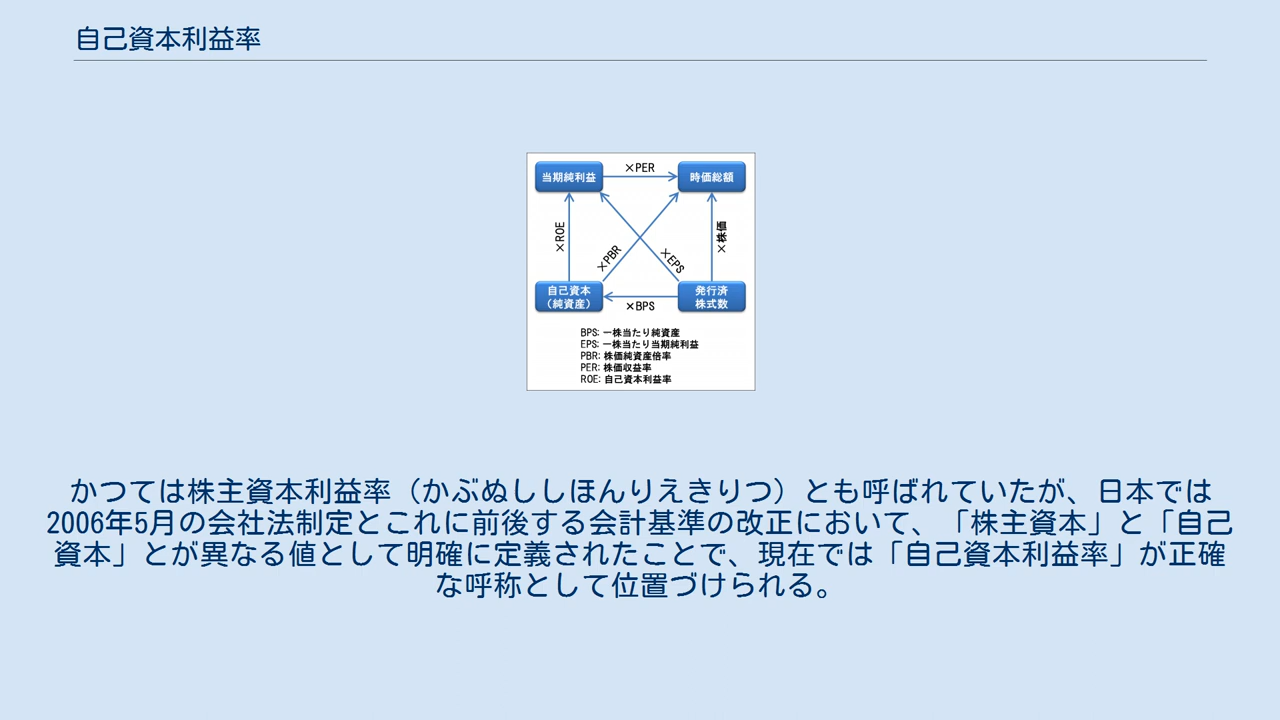 自己資本利益率
×PER
当期純利益
時価総額
×ROE
×PBR
×EPS
×株価
自己資本
（純資産）
発行済
株式数
×BPS
BPS: 一株当たり純資産
EPS: 一株当たり当期純利益
PBR: 株価純資産倍率
PER: 株価収益率
ROE: 自己資本利益率
かつては株主資本利益率（かぶぬししほんりえきりつ）とも呼ばれていたが、日本では
2006年5月の会社法制定とこれに前後する会計基準の改正において、「株主資本」と「自己
資本」とが異なる値として明確に定義されたことで、現在では「自己資本利益率」が正確
な呼称として位置づけられる。